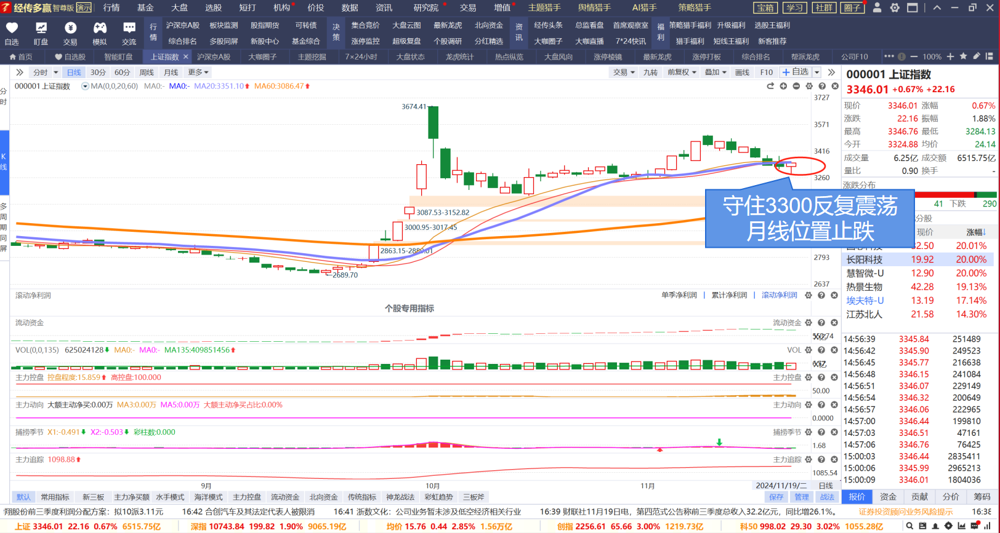 经传多赢 智尊版 演示 行情 基金 大盘 选股 短打 机构 价投 数据 资讯 研究院 交易 增值 主题猎手 舆情猎手 AI猎手 策略猎手 宝箱 学习 社群 圈子
自选 盯盘 交易 模拟 交流
行情 沪深京A股 板块监测 股指期货 可转债 决策 集合竞价 大盘云图 最新龙虎 北向资金 资讯 经传头条 总监看盘 首席观察室 福利 策略猎手福利 升级福利 选股王福利
综合排名 多股同屏 新股中心 基金综合 涨停监控 超级复盘 个股调研 分红精选 大咖圈子 大咖直播 7*24快讯 猎手福利 短线王福利 新客推荐
首页 自选股 智能盯盘 上证指数 沪深京A股 大咖圈子 主题挖掘 7×24小时 大盘状态 龙虎统计 热点纵览 大盘风向 涨停棱镜 最新龙虎 涨停打板 综合排名 帮派龙虎 公司F10 100%
分时 日线 30分 60分 周线 月线 更多 交易 九转 前复权 叠加 画线 F10 自选
分时
K线
多周期同屏
000001 上证指数 MA(0,0,20,60) MA0:- MA0:- MA20:3351.10 MA60:3086.47
3674.41
3087.53-3152.82
3000.95-3017.45
2863.15-2889.01
2689.70
3727
3571
3416
3260
2793
2637
守住3300反复震荡
月线位置止跌
滚动净利润 单季净利润 累计净利润 滚动净利润
个股专用指标
流动资金 流动资金
VOL(0,0,135) 625024128 MA0:- MA0:- MA135:409851456 VOL
主力控盘 控盘程度:15.859 高控盘:100.000 主力控盘
50.00
主力动向 大额主动净买:0.00万 MA3:0.00万 MA5:0.00万 大额主动净买占比:0.00% 主力动向
0.0000
捕捞季节 X1:-0.491 X2:-0.503 彩柱数:0.000 捕捞季节
1.68
主力追踪 1098.88 主力追踪
1085.54
9月 10月 11月 2024/11/19/二 日线
默认 常用指标 新三板 主力净买额 水手模式 海洋模式 主力控盘 流动资金 北向资金 传统指标 神龙战法 彩虹趋势 三板斧 保存 管理 战法
000001 上证指数
3346.01 +0.67% +22.16
现价 3346.01 涨幅 0.67%
涨跌 22.16 振幅 1.88%
最高 3346.76 最低 3284.13
今开 3324.88 均价 24.14
成交量 6.25亿 成交额 6515.75亿
量比 0.90 换手 -
涨跌分布
41 下跌 290
分股
现价 涨幅↓
32.50 20.01%
长阳科技 19.92 20.00%
慧智微-U 12.90 20.00%
热景生物 42.28 19.13%
埃夫特-U 13.19 17.14%
江苏北人 21.58 14.30%
14:56:39 3345.84 251489
14:56:42 3345.90 249523
14:56:45 3345.77 216638
14:56:48 3346.15 241084
14:56:51 3346.07 229149
14:56:54 3346.32 200649
14:56:57 3346.06 222965
14:57:00 3346.44 199810
14:57:03 3346.51 47161
14:57:06 3346.76 76425
15:00:03 3346.44 2835411
15:00:06 3345.99 2965213
15:00:09 3346.01 1804036
报价 资金 贡献 分价 筹码
股份前三季度利润分配方案：拟10派3.11元 16:42 合创汽车及其法定代表人被限消 16:41 浙数文化：公司业务暂未涉及低空经济相关行业 16:39 财联社11月19日电，第四范式公告称前三季度总收入32.2亿元，同比增26.1%。 证券投资顾问业务风险提示 16:38
上证 3346.01 22.16 0.67% 6515.75亿 深指 10743.84 199.82 1.90% 9065.19亿 均价 15.76 0.44 2.85% 1.56万亿 创指 2256.61 65.66 3.00% 1219.73亿 科50 998.02 29.30 3.02% 1055.28亿